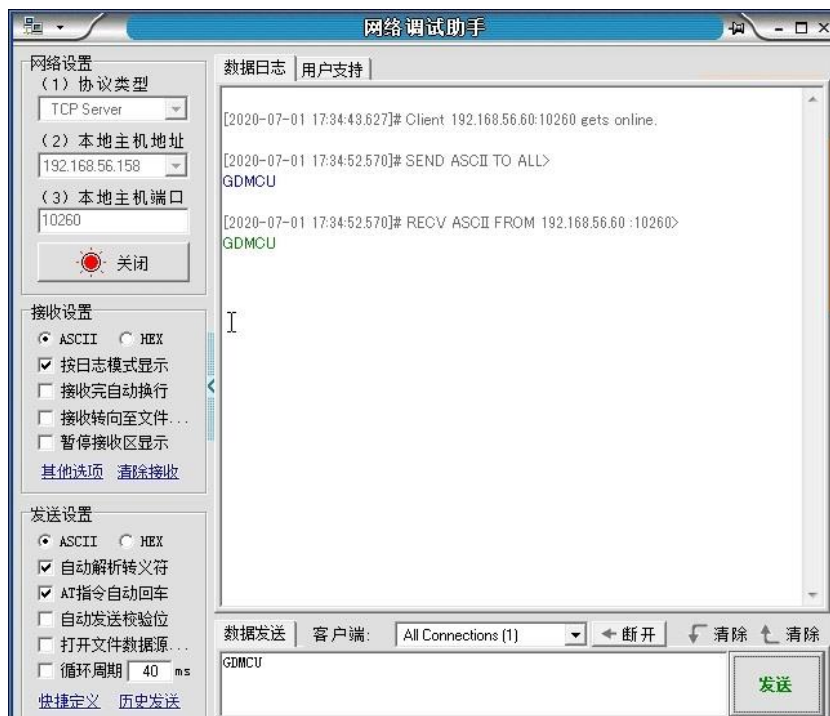 网络调试助手
网络设置
（1）协议类型
TCP Server
（2）本地主机地址
192.168.56.158
（3）本地主机端口
10260
关闭
接收设置
ASCII HEX
按日志模式显示
接收完自动换行
接收转向至文件...
暂停接收区显示
其他选项 清除接收
发送设置
ASCII HEX
自动解析转义符
AT指令自动回车
自动发送校验位
打开文件数据源...
循环周期 40 ms
快捷定义 历史发送
数据日志 用户支持
[2020-07-01 17:34:43.627]# Client 192.168.56.60:10260 gets online.
[2020-07-01 17:34:52.570]# SEND ASCII TO ALL>
GDMCU
[2020-07-01 17:34:52.570]# RECV ASCII FROM 192.168.56.60 :10260>
GDMCU
数据发送 客户端: All Connections (1) 断开 清除 清除
GDMCU
发送